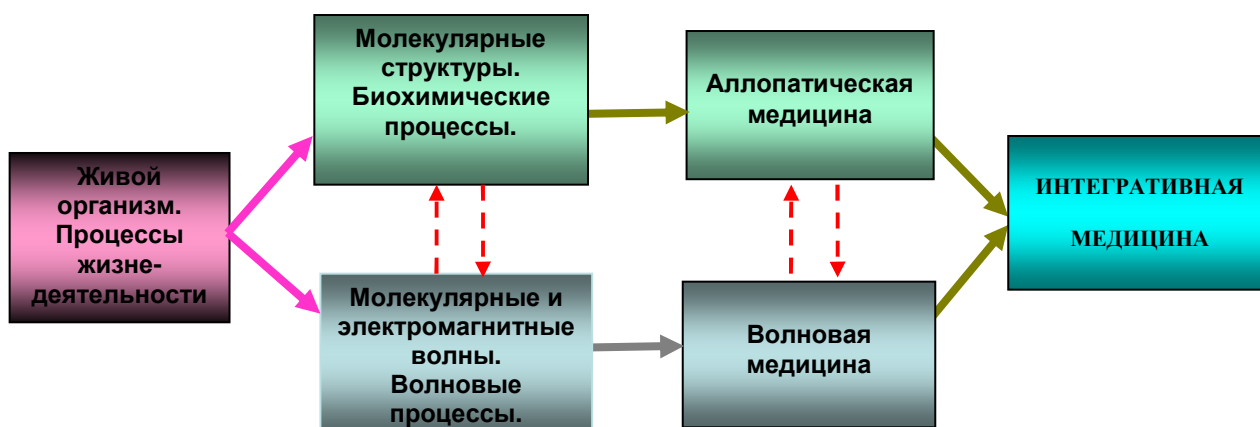 Живой
организм.
Процессы
жизне-
деятельности
Молекулярные
структуры.
Биохимические
процессы.
Молекулярные и
электромагнитные
волны.
Волновые
процессы.
Аллопатическая
медицина
Волновая
медицина
ИНТЕГРАТИВНАЯ
МЕДИЦИНА